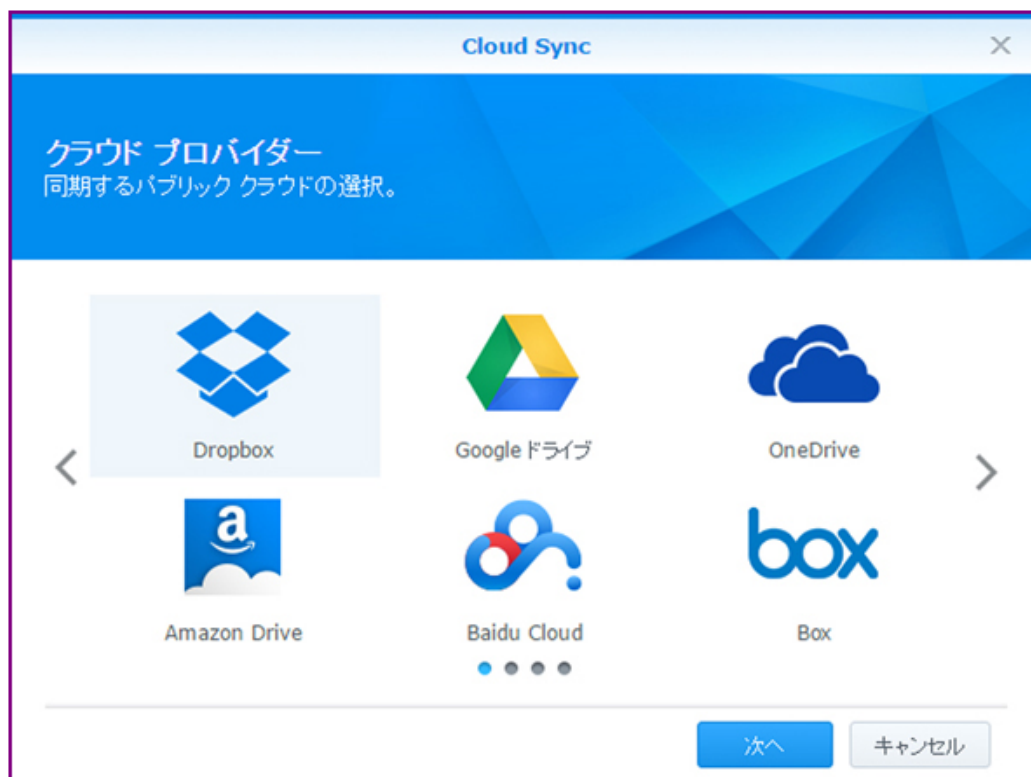 Cloud Sync
クラウド プロバイダー
同期するパブリック クラウドの選択。
Dropbox
Google ドライブ
OneDrive
a
box
Amazon Drive
Baidu Cloud
Box
次へ
キャンセル